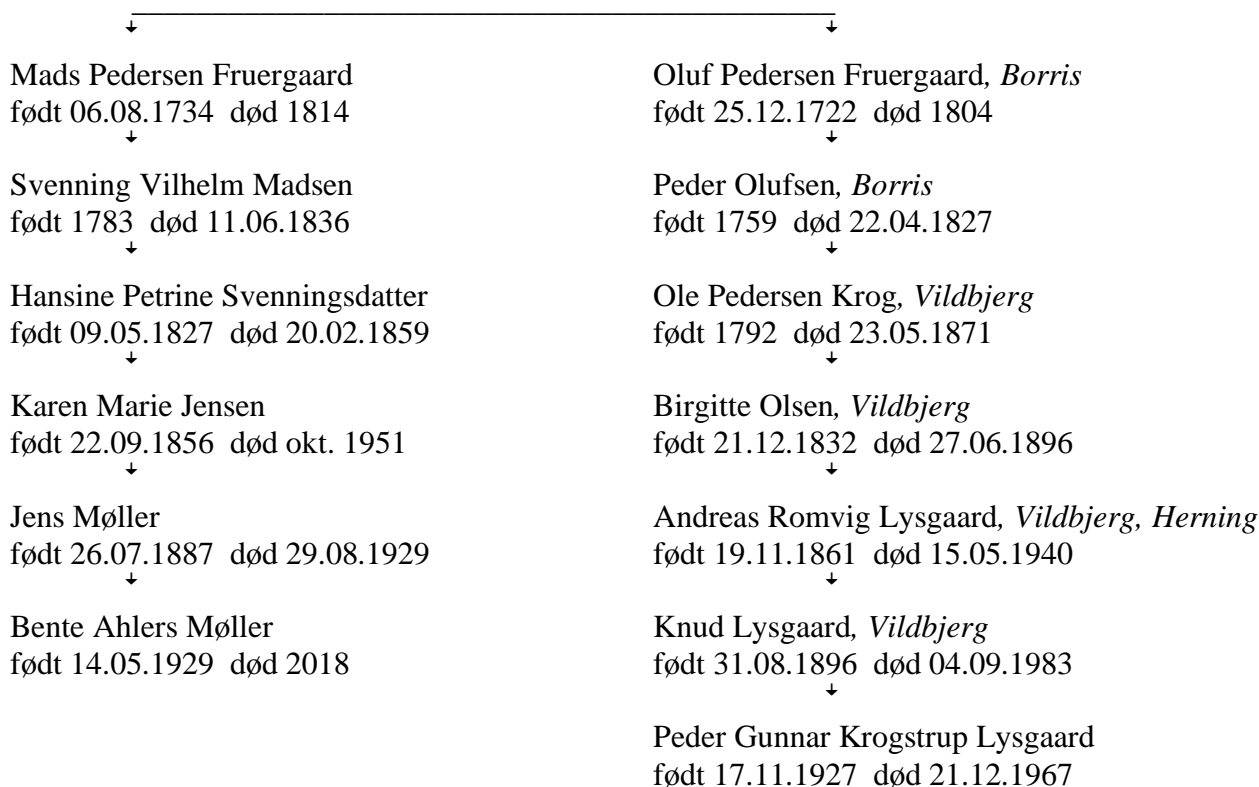 Mads Pedersen Fruergaard
født 06.08.1734 død 1814
Svenning Vilhelm Madsen
født 1783 død 11.06.1836
Hansine Petrine Svenningsdatter
født 09.05.1827 død 20.02.1859
Karen Marie Jensen
født 22.09.1856 død okt. 1951
Jens Møller
født 26.07.1887 død 29.08.1929
Bente Ahlers Møller
født 14.05.1929 død 2018
Oluf Pedersen Fruergaard, Borris
født 25.12.1722 død 1804
Peder Olufsen, Borris
født 1759 død 22.04.1827
Ole Pedersen Krog, Vildbjerg
født 1792 død 23.05.1871
Birgitte Olsen, Vildbjerg
født 21.12.1832 død 27.06.1896
Andreas Romvig Lysgaard, Vildbjerg, Herning
født 19.11.1861 død 15.05.1940
Knud Lysgaard, Vildbjerg
født 31.08.1896 død 04.09.1983
Peder Gunnar Krogstrup Lysgaard
født 17.11.1927 død 21.12.1967